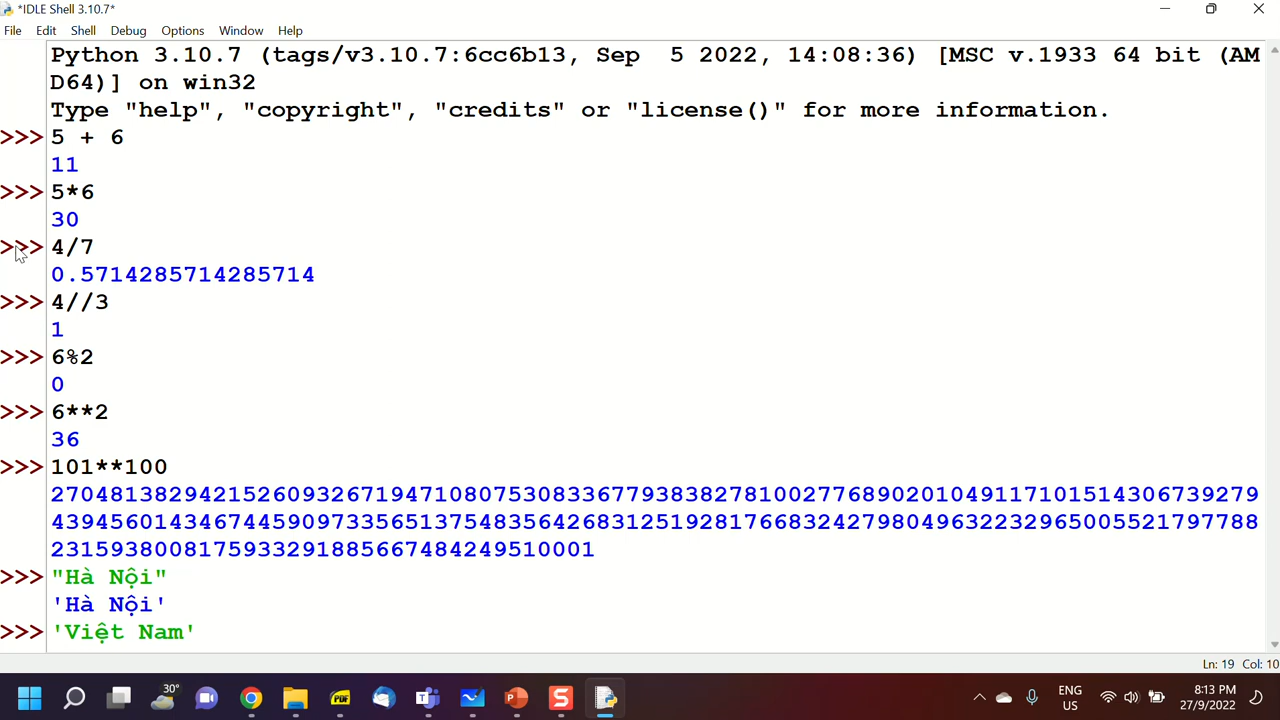 *IDLE Shell 3.10.7*
File Edit Shell Debug Options Window Help
Python 3.10.7 (tags/v3.10.7:6cc6b13, Sep  5 2022, 14:08:36) [MSC v.1933 64 bit (AM
D64)] on win32
Type "help", "copyright", "credits" or "license()" for more information.
>>> 5 + 6
11
>>> 5*6
30
>>> 4/7
0.5714285714285714
>>> 4//3
1
>>> 6%2
0
>>> 6**2
36
>>> 101**100
2704813829421526093267194710807530833677938382781002776890201049117101514306739279
4394560143467445909733565137548356426831251928176683242798049632232965005521797788
2315938008175933291885667484249510001
>>> "Hà Nội"
'Hà Nội'
>>> 'Việt Nam'
Ln: 19 Col: 10
30°
PDF
ENG
US
8:13 PM
27/9/2022